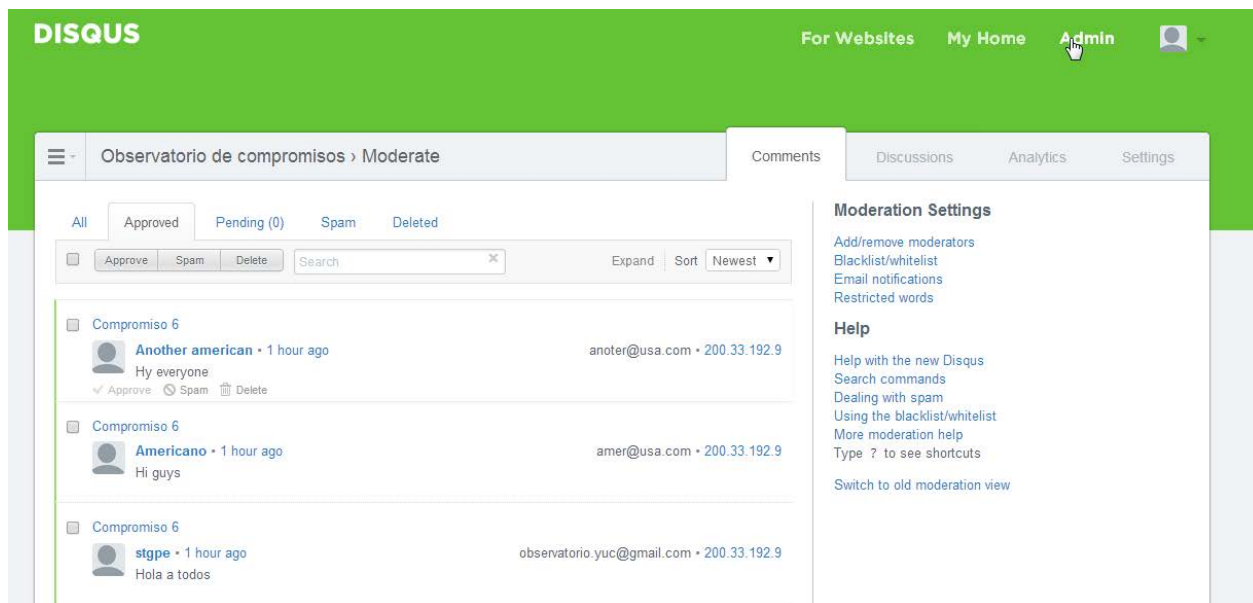 DISQUS
For Websites My Home Admin
Observatorio de compromisos › Moderate
Comments Discussions Analytics Settings
All Approved Pending (0) Spam Deleted
Approve Spam Delete Search Expand Sort Newest
Compromiso 6
Another american • 1 hour ago anoter@usa.com • 200.33.192.9
Hy everyone
Approve Spam Delete
Compromiso 6
Americano • 1 hour ago amer@usa.com • 200.33.192.9
Hi guys
Compromiso 6
stgpe • 1 hour ago observatorio.yuc@gmail.com • 200.33.192.9
Hola a todos
Moderation Settings
Add/remove moderators
Blacklist/whitelist
Email notifications
Restricted words
Help
Help with the new Disqus
Search commands
Dealing with spam
Using the blacklist/whitelist
More moderation help
Type ? to see shortcuts
Switch to old moderation view